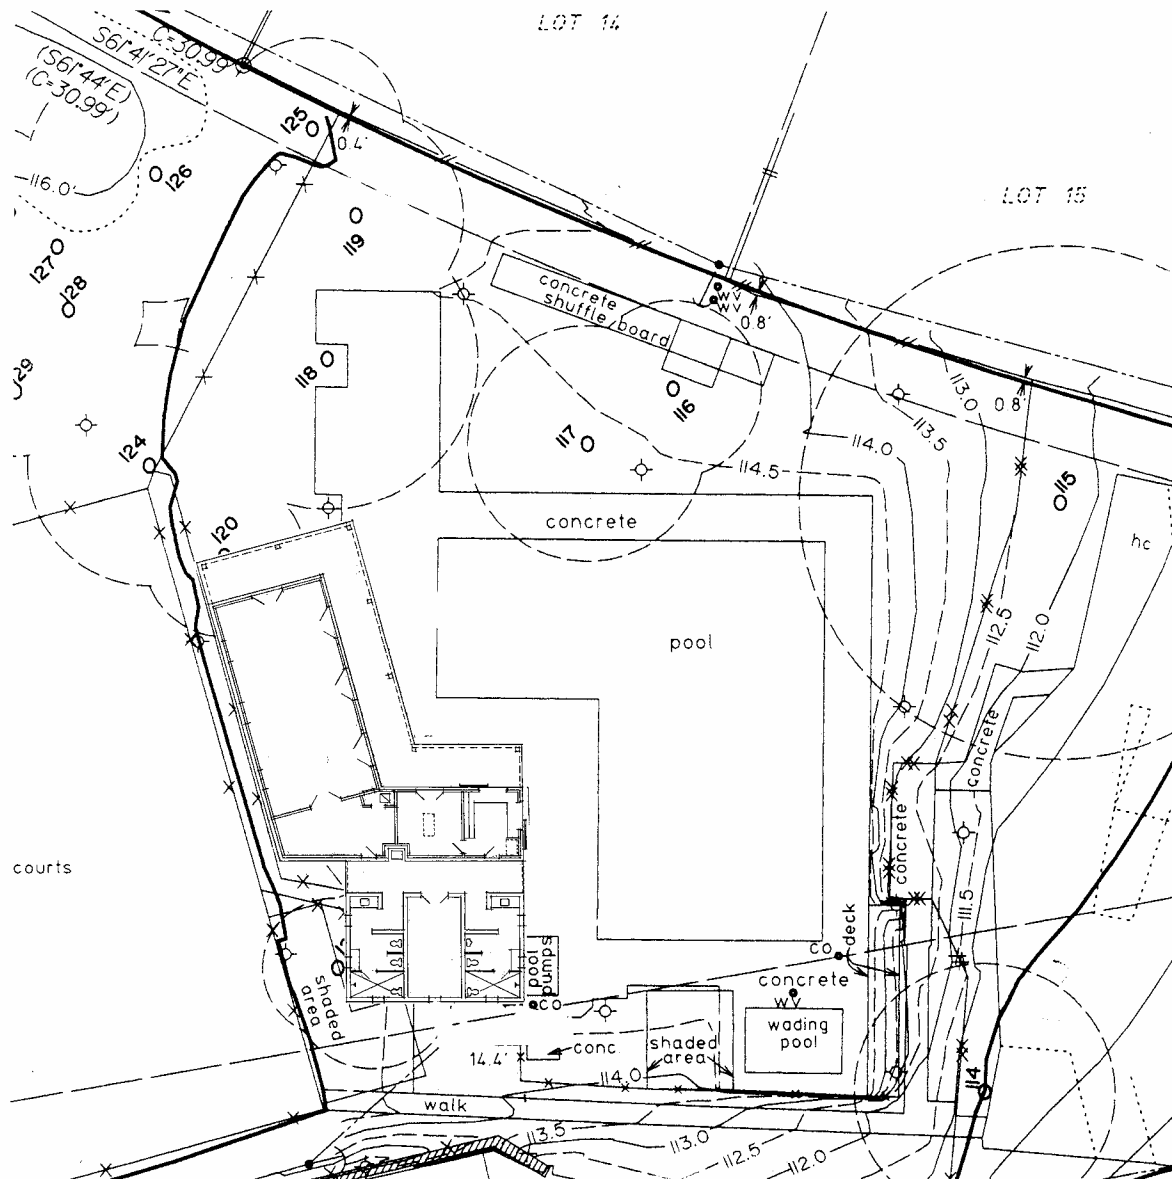 LOT 14
C=30.99'
S61°41'27"E
(S61°44'E)
(C=30.99')
125
0.4'
126
116.0'
LOT 15
119
127
128
concrete
shuffle/board
W V
W V
0.8'
118
129
116
113.0
0.8'
113.5
117
114.0
124
114.5
115
120
concrete
hc
pool
112.5
112.0
concrete
concrete
courts
111.5
deck
CO
pool
pumps
concrete
shaded
area
CO
WV
wading
pool
conc.
shaded
area
14.4'
114.0
114
walk
113.5
113.0
112.5
112.0